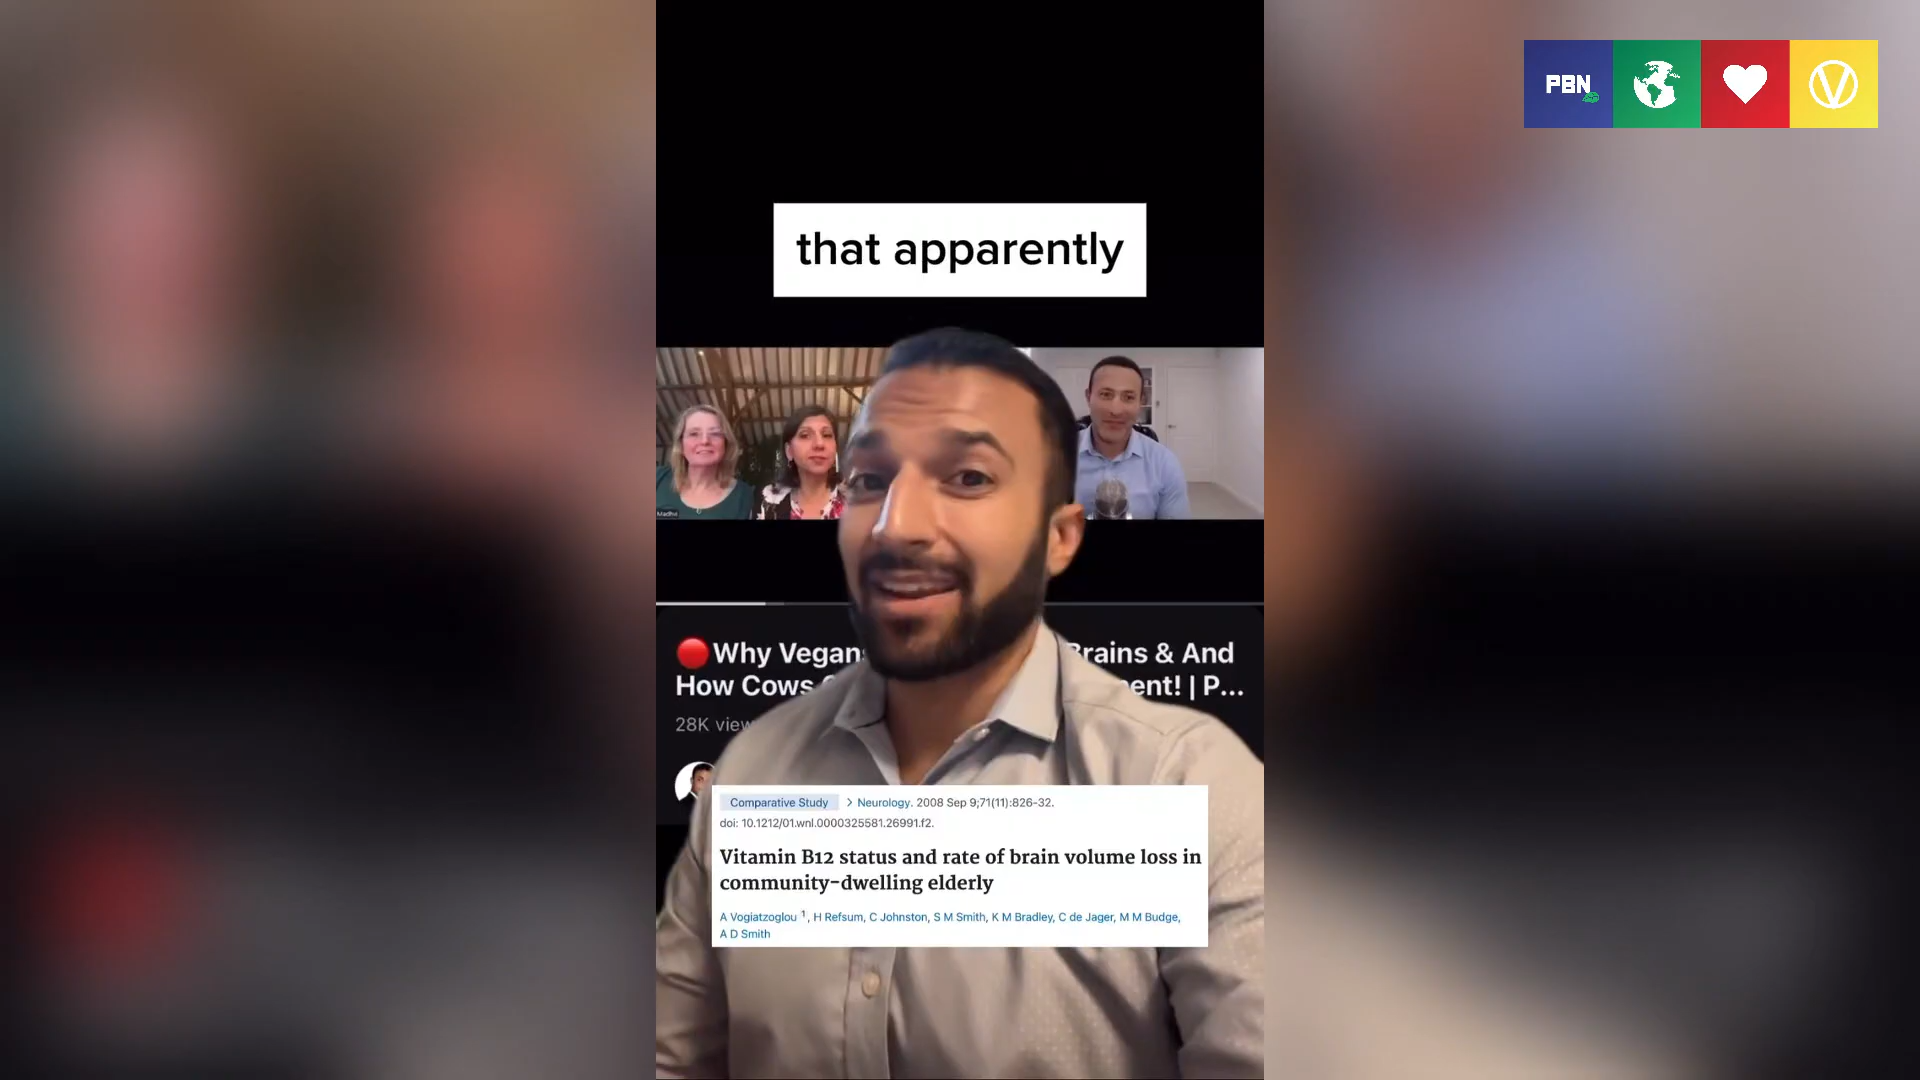 PBN
that apparently
Madhvi
🔴Why Vegan Brains & And
How Cows ent! | P...
28K view
Comparative Study > Neurology. 2008 Sep 9;71(11):826-32.
doi: 10.1212/01.wnl.0000325581.26991.f2.
Vitamin B12 status and rate of brain volume loss in
community-dwelling elderly
A Vogiatzoglou 1, H Refsum, C Johnston, S M Smith, K M Bradley, C de Jager, M M Budge,
A D Smith